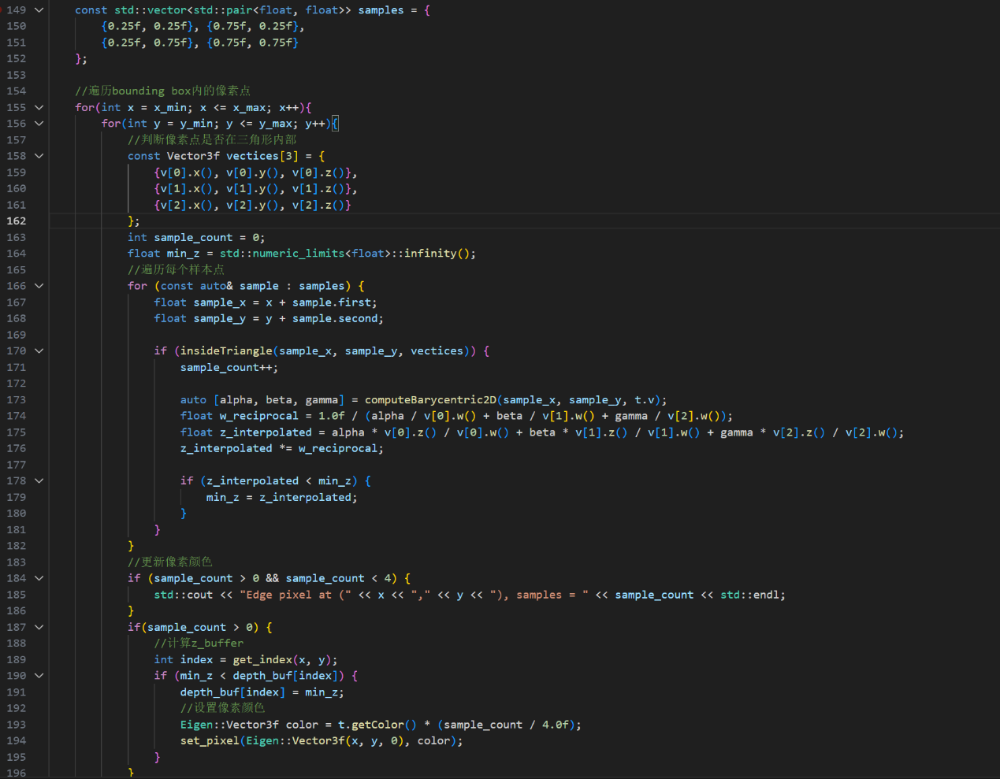 149 const std::vector<std::pair<float, float>> samples = {
150 {0.25f, 0.25f}, {0.75f, 0.25f},
151 {0.25f, 0.75f}, {0.75f, 0.75f}
152 };
153
154 //遍历bounding box内的像素点
155 for(int x = x_min; x <= x_max; x++){
156 for(int y = y_min; y <= y_max; y++){
157 //判断像素点是否在三角形内部
158 const Vector3f vectices[3] = {
159 {v[0].x(), v[0].y(), v[0].z()},
160 {v[1].x(), v[1].y(), v[1].z()},
161 {v[2].x(), v[2].y(), v[2].z()}
162 };
163 int sample_count = 0;
164 float min_z = std::numeric_limits<float>::infinity();
165 //遍历每个样本点
166 for (const auto& sample : samples) {
167 float sample_x = x + sample.first;
168 float sample_y = y + sample.second;
169
170 if (insideTriangle(sample_x, sample_y, vectices)) {
171 sample_count++;
172
173 auto [alpha, beta, gamma] = computeBarycentric2D(sample_x, sample_y, t.v);
174 float w_reciprocal = 1.0f / (alpha / v[0].w() + beta / v[1].w() + gamma / v[2].w());
175 float z_interpolated = alpha * v[0].z() / v[0].w() + beta * v[1].z() / v[1].w() + gamma * v[2].z() / v[2].w();
176 z_interpolated *= w_reciprocal;
177
178 if (z_interpolated < min_z) {
179 min_z = z_interpolated;
180 }
181 }
182 }
183 //更新像素颜色
184 if (sample_count > 0 && sample_count < 4) {
185 std::cout << "Edge pixel at (" << x << "," << y << "), samples = " << sample_count << std::endl;
186 }
187 if(sample_count > 0) {
188 //计算z_buffer
189 int index = get_index(x, y);
190 if (min_z < depth_buf[index]) {
191 depth_buf[index] = min_z;
192 //设置像素颜色
193 Eigen::Vector3f color = t.getColor() * (sample_count / 4.0f);
194 set_pixel(Eigen::Vector3f(x, y, 0), color);
195 }
196 }